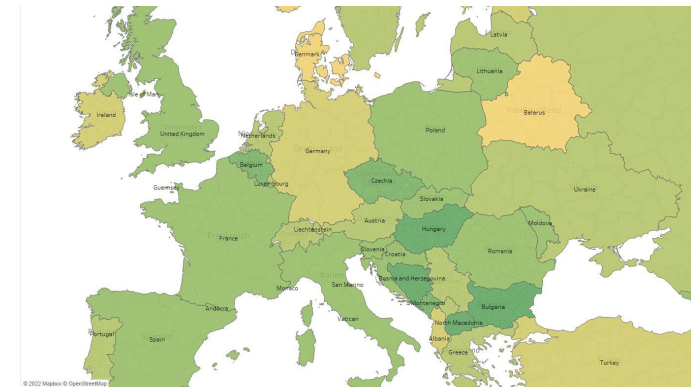 Latvia
Denmark
Lithuania
Isle of Man
Belarus
Ireland
United Kingdom
Netherlands
Poland
Germany
Belgium
Czechia
Guernsey
Luxembourg
Ukraine
Slovakia
Austria
Liechtenstein
Hungary
Moldova
France
Slovenia
Croatia
Romania
San Marino
Bosnia and Herzegovina
Monaco
Montenegro
Andorra
Bulgaria
Vatican
North Macedonia
Portugal
Spain
Albania
Greece
Turkey
© 2022 Mapbox © OpenStreetMap